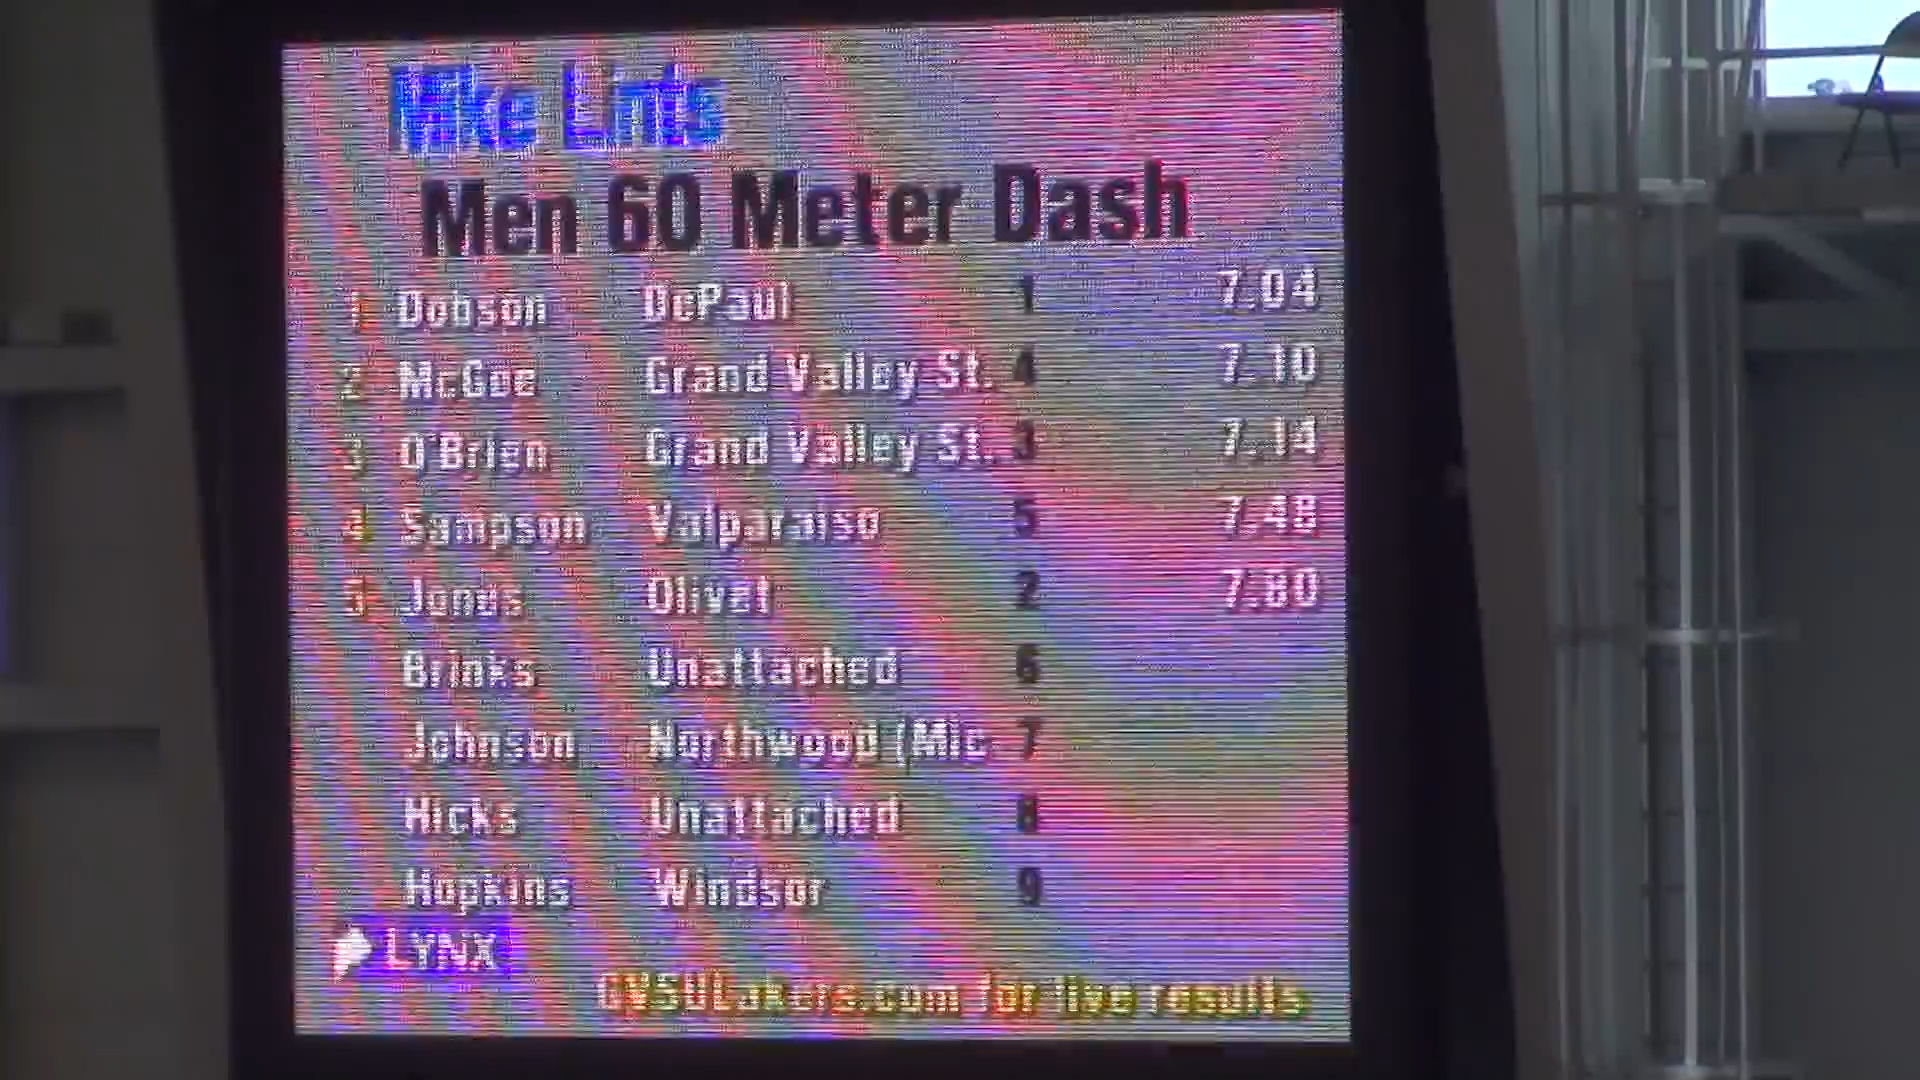 Mike Lints
Men 60 Meter Dash
1 Dobson DePaul 1 7.04
2 McGee Grand Valley St. 4 7.10
3 O'Brien Grand Valley St. 3 7.14
4 Sampson Valparaiso 5 7.48
5 Jones Olivet 2 7.80
Brinks Unattached 6
Johnson Northwood (Mic 7
Hicks Unattached 8
Hopkins Windsor 9
LYNX
GVSULakers.com for live results